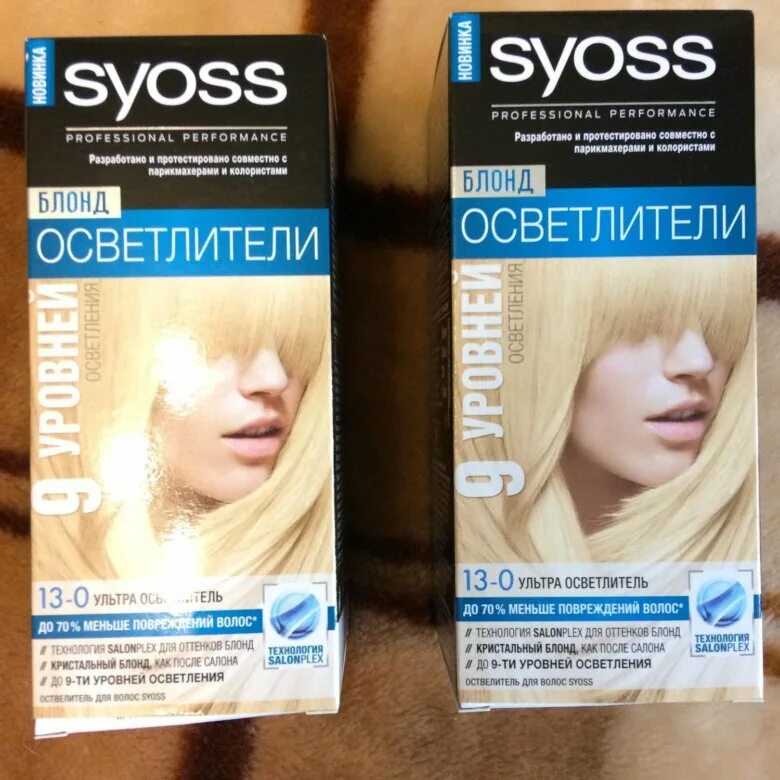 НОВИНКА
syoss
PROFESSIONAL PERFORMANCE
Разработано и протестировано совместно с
парикмахерами и колористами
БЛОНД
ОСВЕТЛИТЕЛИ
9 УРОВНЕЙ
ОСВЕТЛЕНИЯ
13-0 УЛЬТРА ОСВЕТЛИТЕЛЬ
ДО 70% МЕНЬШЕ ПОВРЕЖДЕНИЙ ВОЛОС*
\ ТЕХНОЛОГИЯ SALONPLEX ДЛЯ ОТТЕНКОВ БЛОНД
\ КРИСТАЛЬНЫЙ БЛОНД, КАК ПОСЛЕ САЛОНА
\ ДО 9-ТИ УРОВНЕЙ ОСВЕТЛЕНИЯ
ТЕХНОЛОГИЯ
SALONPLEX
ОСВЕТЛИТЕЛЬ ДЛЯ ВОЛОС SYOSS
НОВИНКА
syoss
PROFESSIONAL PERFORMANCE
Разработано и протестировано совместно с
парикмахерами и колористами
БЛОНД
ОСВЕТЛИТЕЛИ
9 УРОВНЕЙ
ОСВЕТЛЕНИЯ
13-0 УЛЬТРА ОСВЕТЛИТЕЛЬ
ДО 70% МЕНЬШЕ ПОВРЕЖДЕНИЙ ВОЛОС*
\ ТЕХНОЛОГИЯ SALONPLEX ДЛЯ ОТТЕНКОВ БЛОНД
\ КРИСТАЛЬНЫЙ БЛОНД, КАК ПОСЛЕ САЛОНА
\ ДО 9-ТИ УРОВНЕЙ ОСВЕТЛЕНИЯ
ТЕХНОЛОГИЯ
SALONPLEX
ОСВЕТЛИТЕЛЬ ДЛЯ ВОЛОС SYOSS